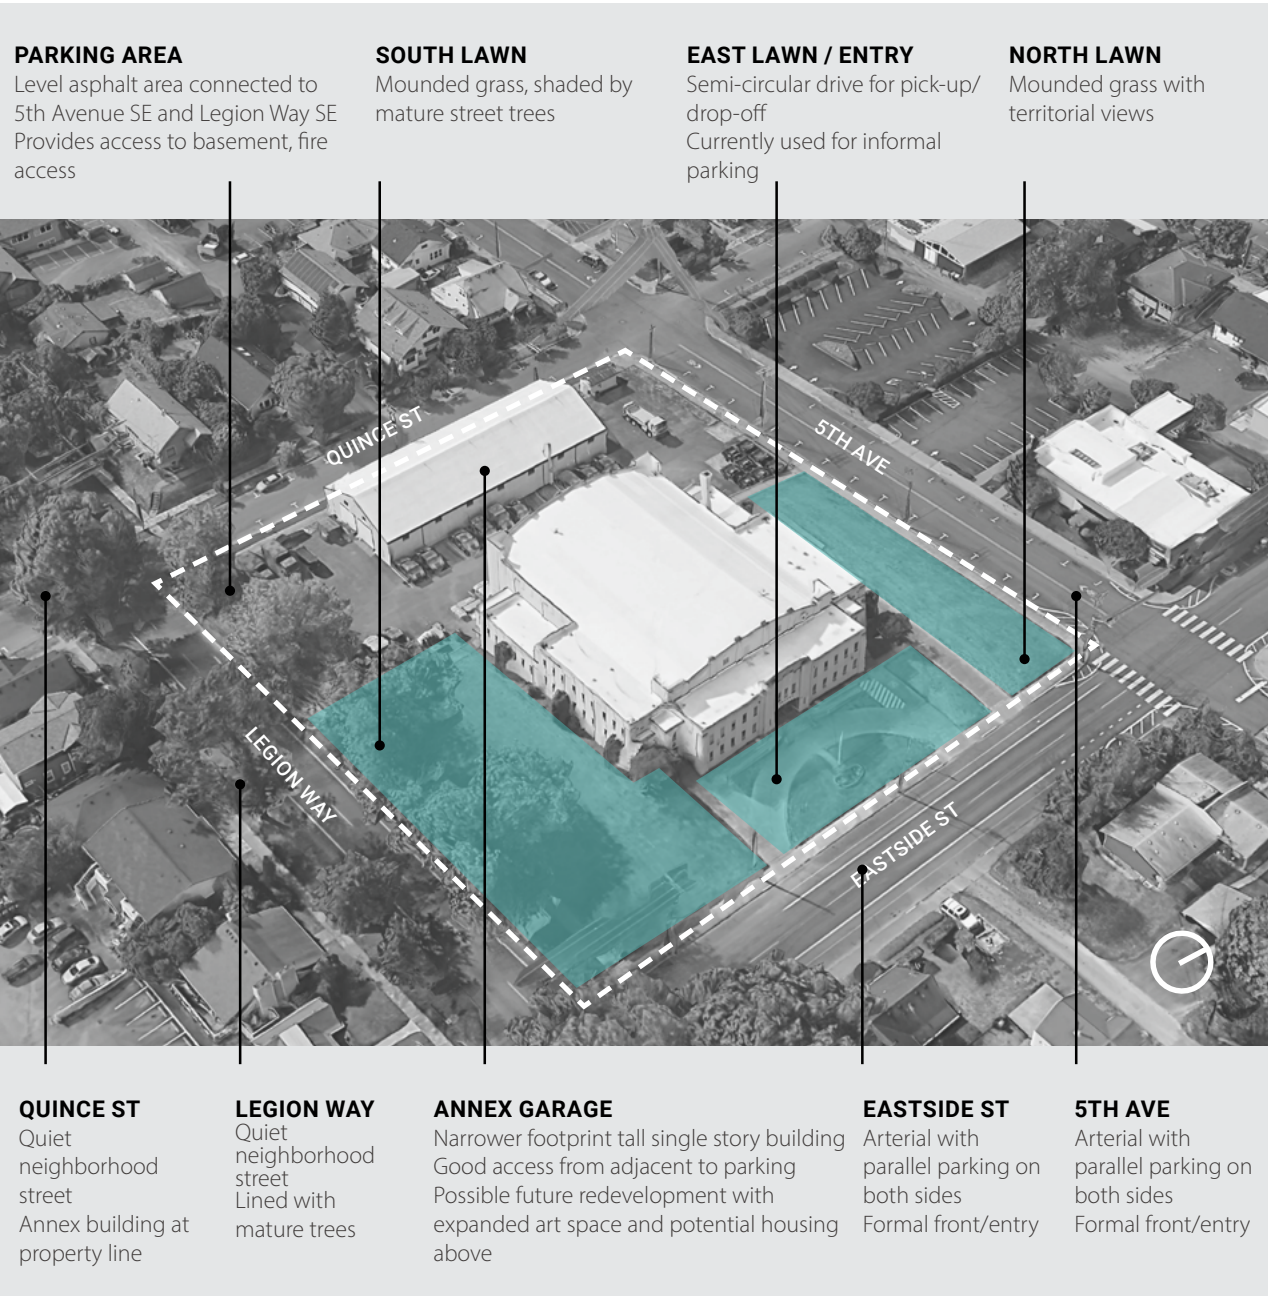 PARKING AREA
Level asphalt area connected to
5th Avenue SE and Legion Way SE
Provides access to basement, fire
access
SOUTH LAWN
Mounded grass, shaded by
mature street trees
EAST LAWN / ENTRY
Semi-circular drive for pick-up/
drop-off
Currently used for informal
parking
NORTH LAWN
Mounded grass with
territorial views
QUINCE ST
5TH AVE
LEGION WAY
EASTSIDE ST
QUINCE ST
Quiet
neighborhood
street
Annex building at
property line
LEGION WAY
Quiet
neighborhood
street
Lined with
mature trees
ANNEX GARAGE
Narrower footprint tall single story building
Good access from adjacent to parking
Possible future redevelopment with
expanded art space and potential housing
above
EASTSIDE ST
Arterial with
parallel parking on
both sides
Formal front/entry
5TH AVE
Arterial with
parallel parking on
both sides
Formal front/entry